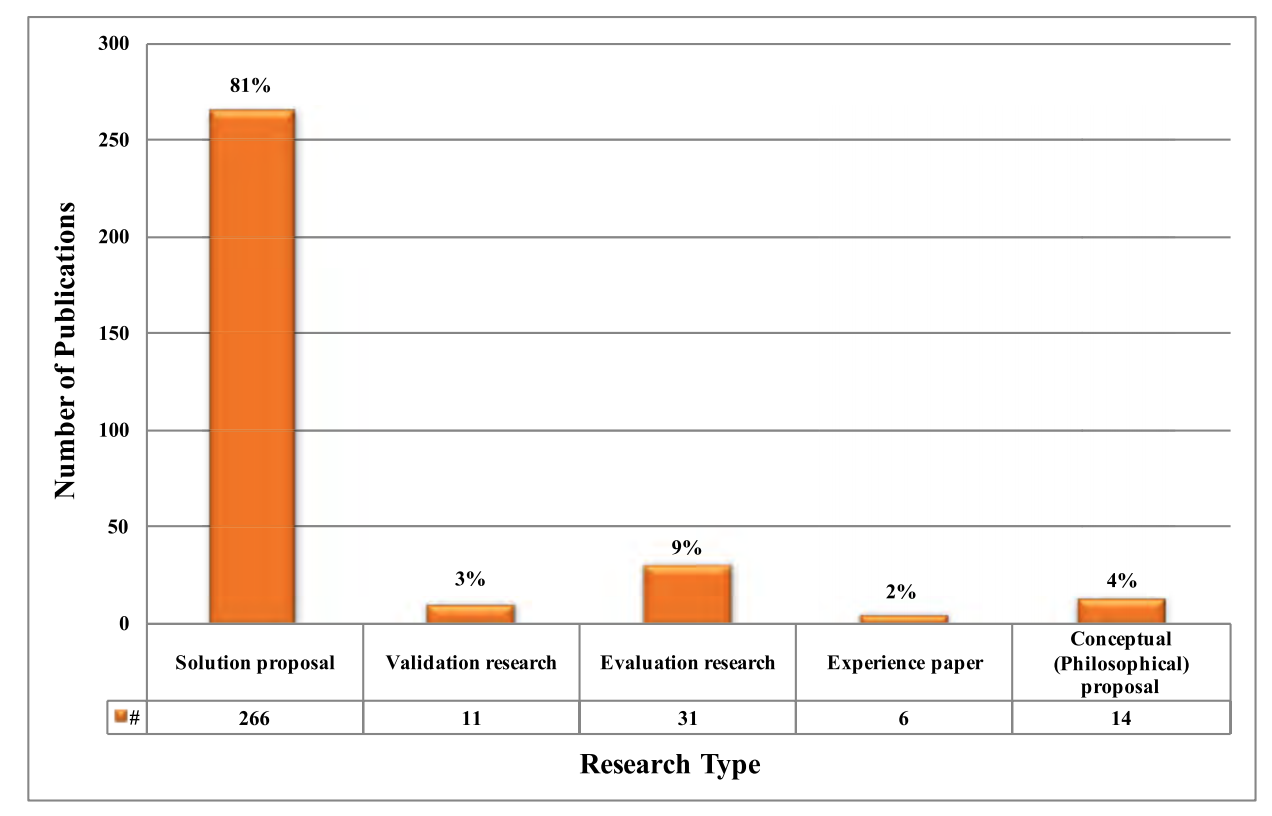 300
81%
250
200
150
100
50
9%
3%
2%
4%
0
Number of Publications
Solution proposal
Validation research
Evaluation research
Experience paper
Conceptual
(Philosophical)
proposal
# 266 11 31 6 14
Research Type